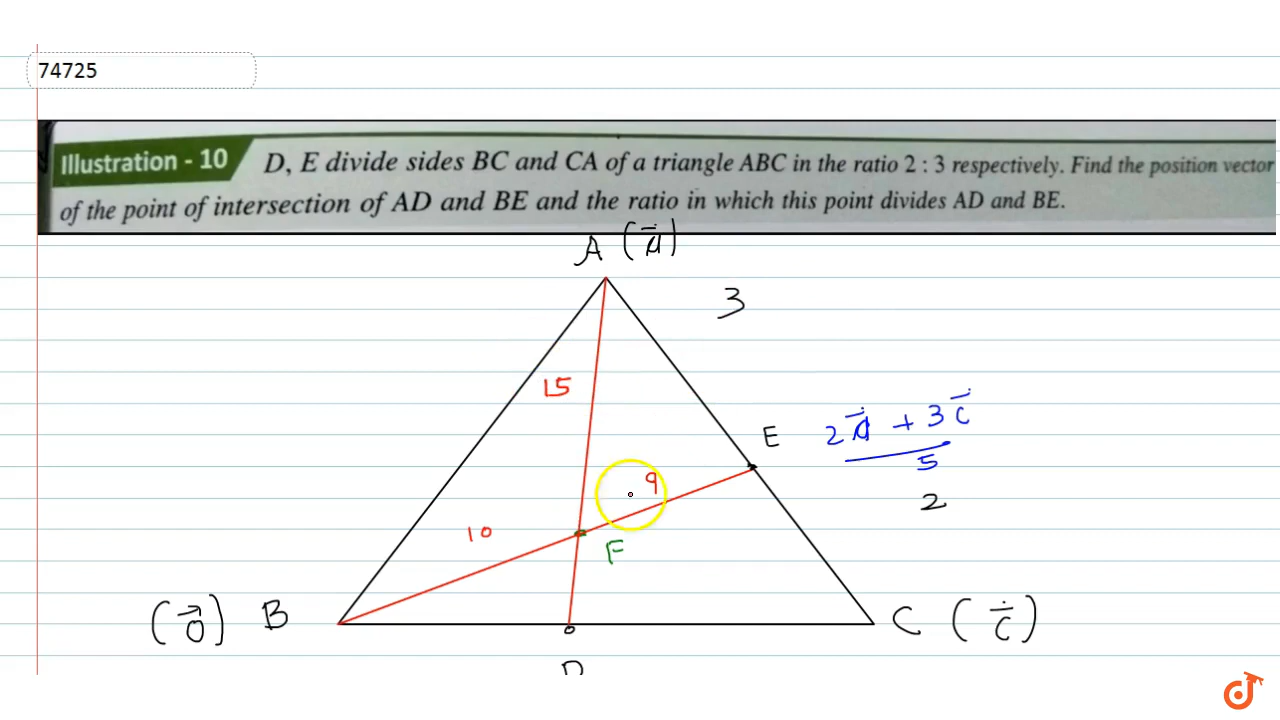 74725
Illustration - 10 D, E divide sides BC and CA of a triangle ABC in the ratio 2 : 3 respectively. Find the position vector
of the point of intersection of AD and BE and the ratio in which this point divides AD and BE.
A (a⃗)
3
15
E
2a⃗ + 3c⃗
5
9
2
10
F
(0⃗) B
C (c⃗)
D